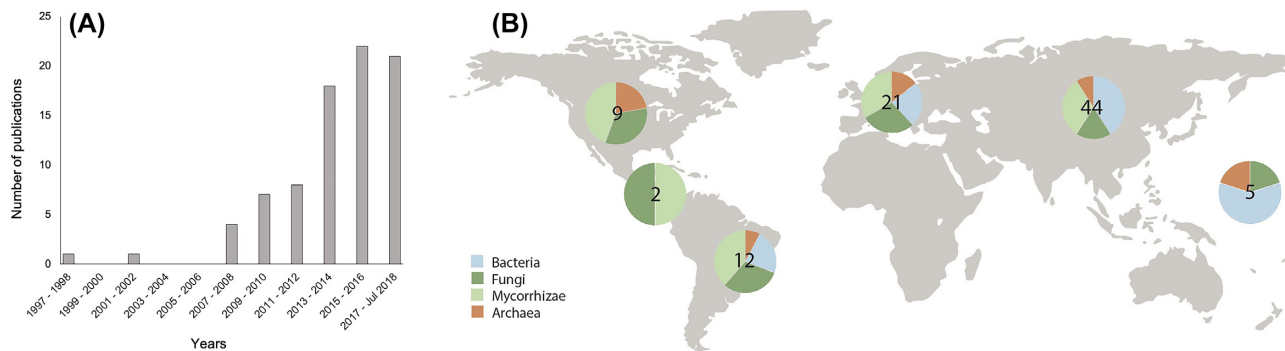 (A)
Number of publications
25
20
15
10
5
0
1997 - 1998
1999 - 2000
2001 - 2002
2003 - 2004
2005 - 2006
2007 - 2008
2009 - 2010
2011 - 2012
2013 - 2014
2015 - 2016
2017 - Jul 2018
Years
(B)
9
21
44
2
5
12
Bacteria
Fungi
Mycorrhizae
Archaea